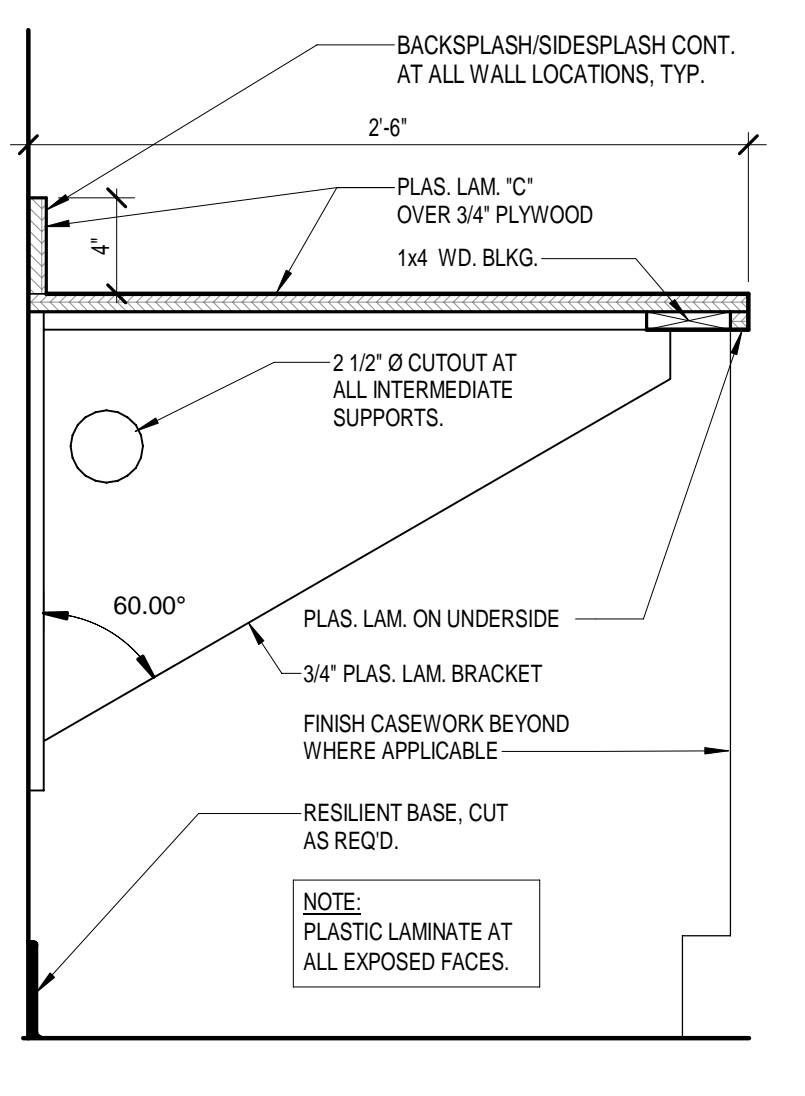 BACKSPLASH/SIDESPLASH CONT.
AT ALL WALL LOCATIONS, TYP.
2'-6"
PLAS. LAM. "C"
OVER 3/4" PLYWOOD
4"
1x4 WD. BLKG.
2 1/2" Ø CUTOUT AT
ALL INTERMEDIATE
SUPPORTS.
60.00°
PLAS. LAM. ON UNDERSIDE
3/4" PLAS. LAM. BRACKET
FINISH CASEWORK BEYOND
WHERE APPLICABLE
RESILIENT BASE, CUT
AS REQ'D.
NOTE:
PLASTIC LAMINATE AT
ALL EXPOSED FACES.